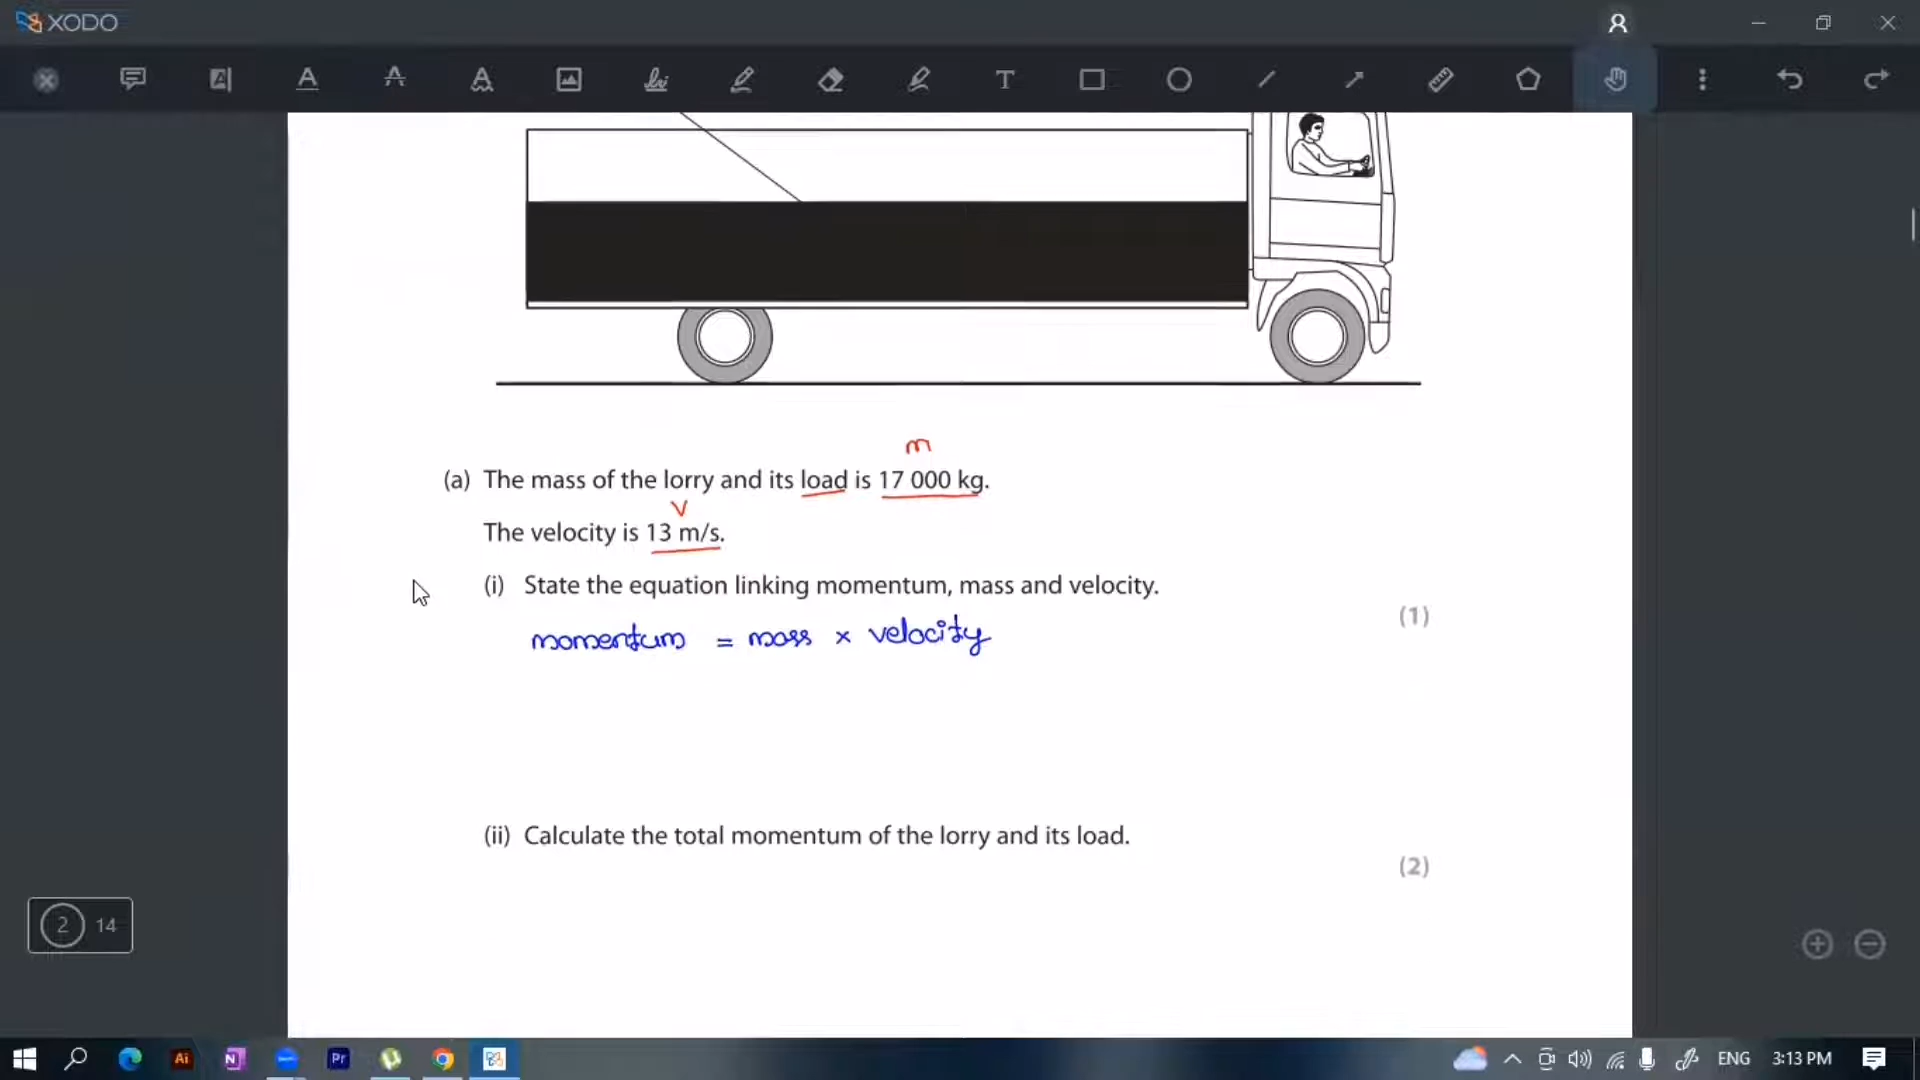 XODO
m
(a) The mass of the lorry and its load is 17 000 kg.
v
The velocity is 13 m/s.
(i) State the equation linking momentum, mass and velocity.
(1)
momentum = mass × velocity
(ii) Calculate the total momentum of the lorry and its load.
(2)
2 14
Ai N Pr ENG 3:13 PM